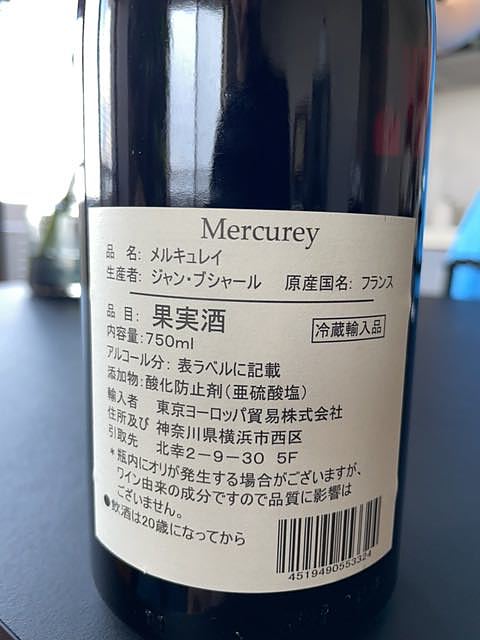 Mercurey
品 名: メルキュレイ
生産者: ジャン・ブシャール 原産国名: フランス
品 目: 果実酒
冷蔵輸入品
内容量:750ml
アルコール分: 表ラベルに記載
添加物:酸化防止剤(亜硫酸塩)
輸入者 東京ヨーロッパ貿易株式会社
住所及び 神奈川県横浜市西区
引取先 北幸2-9-30 5F
*瓶内にオリが発生する場合がございますが、
ワイン由来の成分ですので品質に影響は
ございません。
●飲酒は20歳になってから
4519490553324